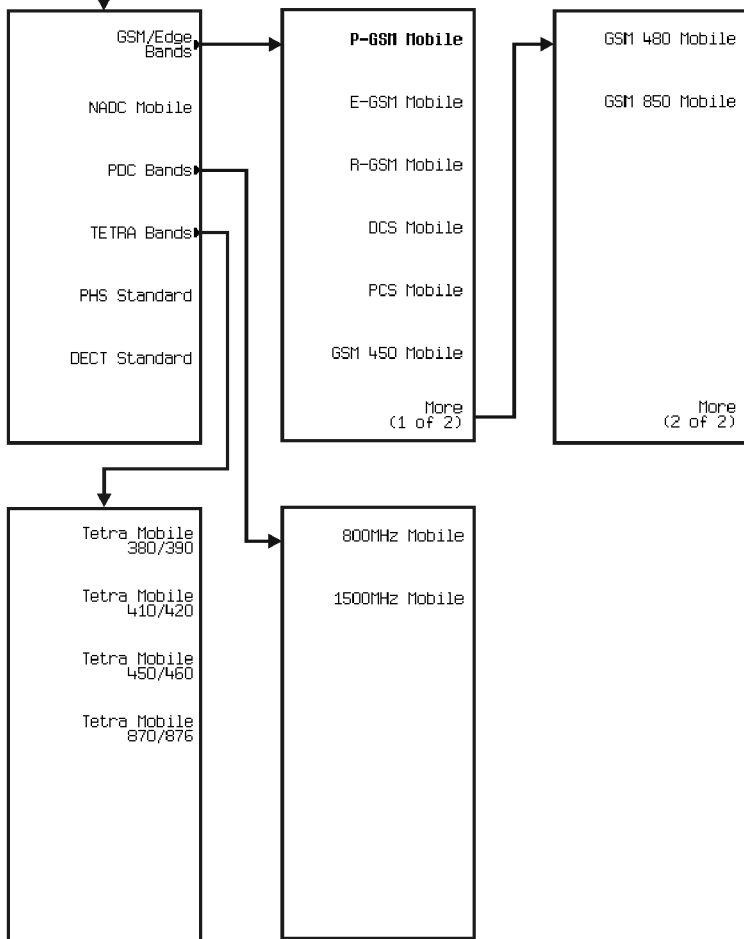 GSM/Edge
Bands
NADC Mobile
PDC Bands
TETRA Bands
PHS Standard
DECT Standard
P-GSM Mobile
E-GSM Mobile
R-GSM Mobile
DCS Mobile
PCS Mobile
GSM 450 Mobile
More
(1 of 2)
GSM 480 Mobile
GSM 850 Mobile
More
(2 of 2)
Tetra Mobile
380/390
Tetra Mobile
410/420
Tetra Mobile
450/460
Tetra Mobile
870/876
800MHz Mobile
1500MHz Mobile